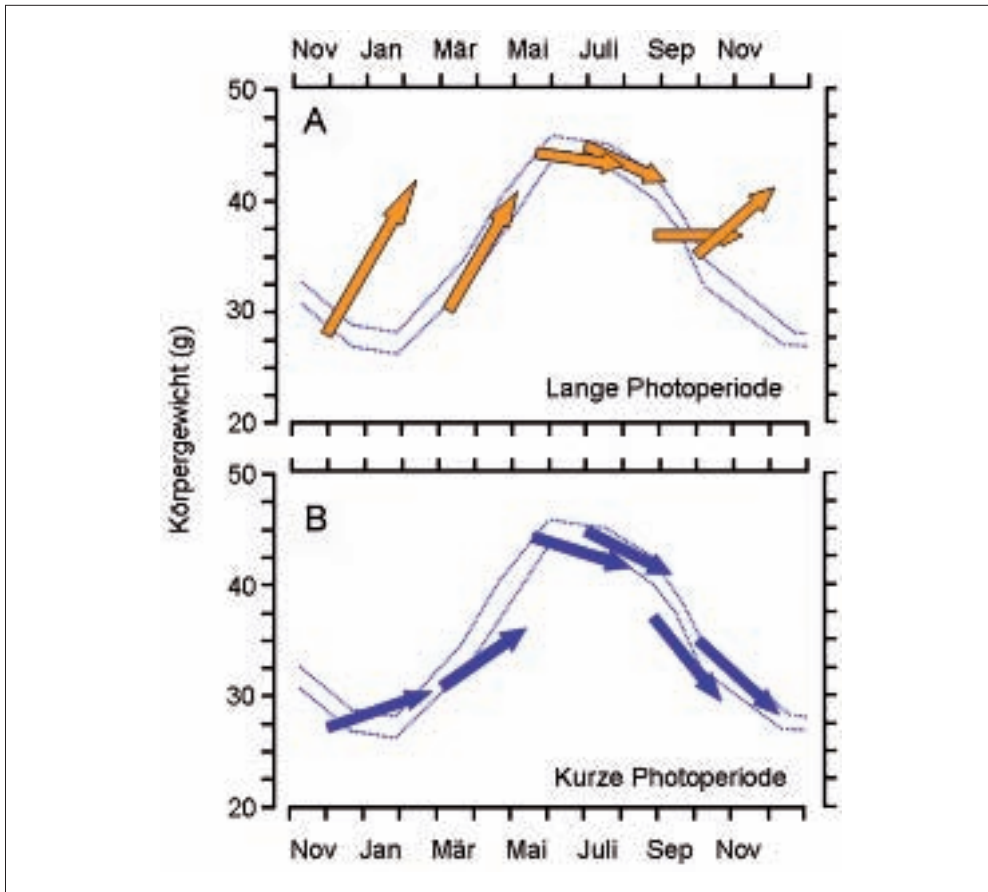 Nov Jan Mär Mai Juli Sep Nov
50
A
40
30
Lange Photoperiode
20
Körpergewicht (g)
50
B
40
30
Kurze Photoperiode
20
Nov Jan Mär Mai Juli Sep Nov